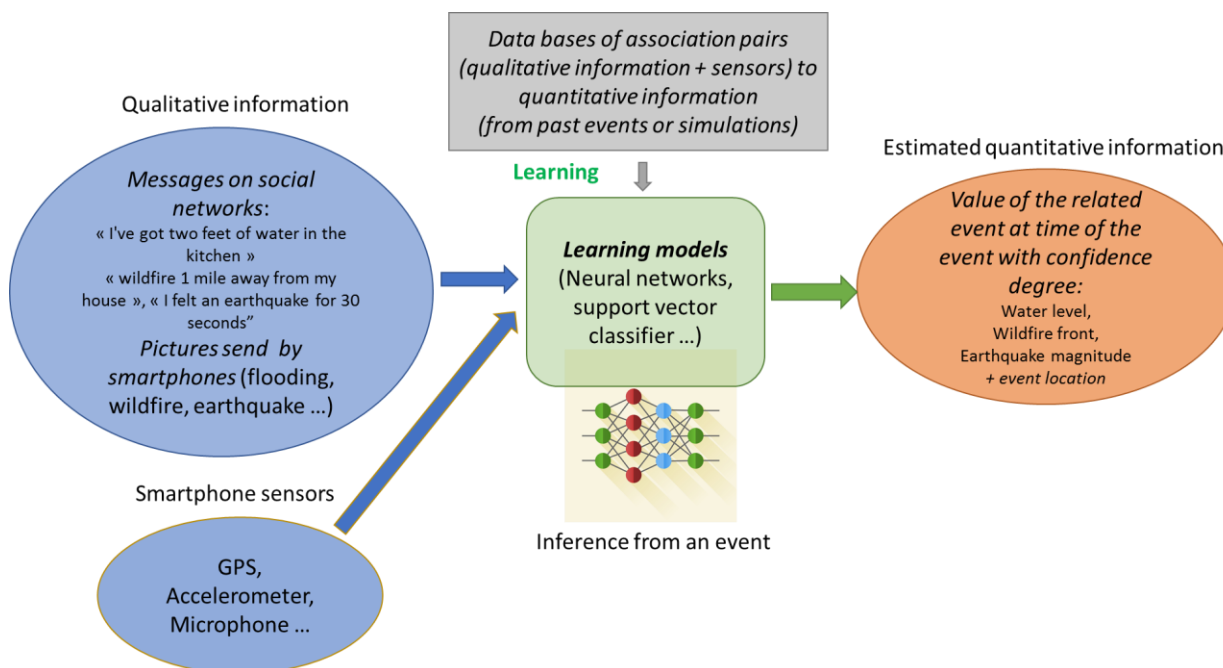 Data bases of association pairs
(qualitative information + sensors) to
quantitative information
(from past events or simulations)
Qualitative information
Messages on social
networks:
« I've got two feet of water in the
kitchen »
« wildfire 1 mile away from my
house », « I felt an earthquake for 30
seconds”
Pictures send by
smartphones (flooding,
wildfire, earthquake …)
Smartphone sensors
GPS,
Accelerometer,
Microphone …
Learning
Learning models
(Neural networks,
support vector
classifier …)
Inference from an event
Estimated quantitative information
Value of the related
event at time of the
event with confidence
degree:
Water level,
Wildfire front,
Earthquake magnitude
+ event location